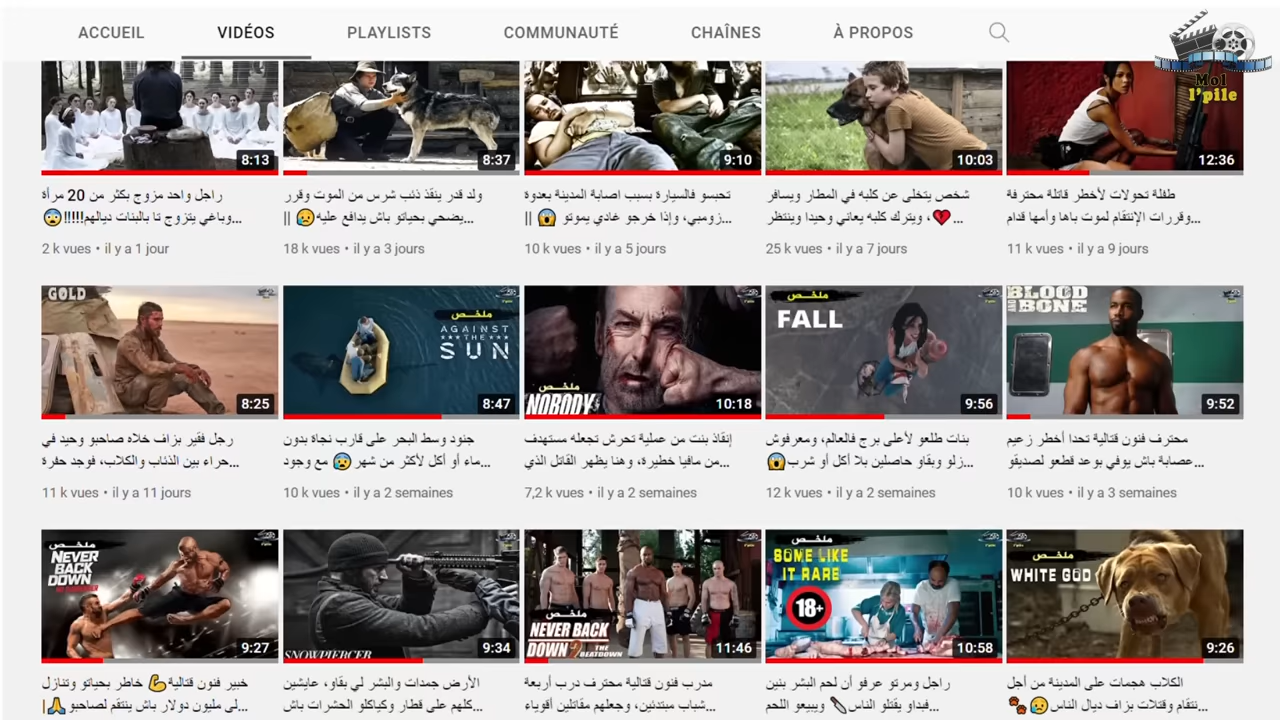 ACCUEIL VIDÉOS PLAYLISTS COMMUNAUTÉ CHAÎNES À PROPOS
Mol
l'pile
8:13
راجل واحد مزوج بكثر من 20 مرأة
وباغي يتزوج تا بالبنات ديالهم!!!!!😨...
2 k vues • il y a 1 jour
8:37
ولد قدر ينقذ ذئب شرس من الموت وقرر
يضحي بحياتو باش يدافع عليه😥 ||...
18 k vues • il y a 3 jours
9:10
تحبسو فالسيارة بسبب اصابة المدينة بعدوة
زومبي، وإذا خرجو غادي يموتو 😱 ||...
10 k vues • il y a 5 jours
10:03
شخص يتخلى عن كلبه في المطار ويسافر
، ويترك كلبه يعاني وحيدا وينتظر💔...
25 k vues • il y a 7 jours
12:36
طفلة تحولات لأخطر قاتلة محترفة
وقررات الإنتقام لموت باها وأمها قدام...
11 k vues • il y a 9 jours
GOLD
8:25
رجل فقير بزاف خلاه صاحبو وحيد في
حراء بين الذئاب والكلاب، فوجد حفرة...
11 k vues • il y a 11 jours
ملخص
AGAINST
THE
SUN
8:47
جنود وسط البحر على قارب نجاة بدون
ماء أو أكل لأكثر من شهر 😨 مع وجود...
10 k vues • il y a 2 semaines
ملخص
NOBODY
10:18
إنقاذ بنت من عملية تحرش تجعله مستهدف
من مافيا خطيرة، وهنا يظهر القاتل الذي...
7,2 k vues • il y a 2 semaines
ملخص
FALL
9:56
بنات طلعو لأعلى برج فالعالم، ومعرفوش
زلو وبقاو حاصلين بلا أكل أو شرب😱...
12 k vues • il y a 2 semaines
BLOOD
AND BONE
9:52
محترف فنون قتالية تحدا أخطر زعيم
عصابة باش يوفي بوعد قطعو لصديقو...
10 k vues • il y a 3 semaines
NEVER
BACK
DOWN
9:27
خبير فنون قتالية💪 خاطر بحياتو وتنازل
لى مليون دولار باش ينتقم لصاحبو 🙏|...
SNOWPIERCER
9:34
الأرض جمدات والبشر لي بقاو، عايشين
كلهم على قطار وكياكلو الحشرات باش...
ملخص
NEVER BACK
DOWN 2 THE BEATDOWN
11:46
مدرب فنون قتالية محترف درب أربعة
شباب مبتدئين، وجعلهم مقاتلين أقوياء...
ملخص
SOME LIKE
IT RARE
18+
10:58
راجل ومرتو عرفو أن لحم البشر بنين
فبداو يقتلو الناس🔪 ويبيعو اللحم...
ملخص
WHITE GOD
9:26
الكلاب هجمات على المدينة من أجل
نتقام وقتلات بزاف ديال الناس😥🐾...